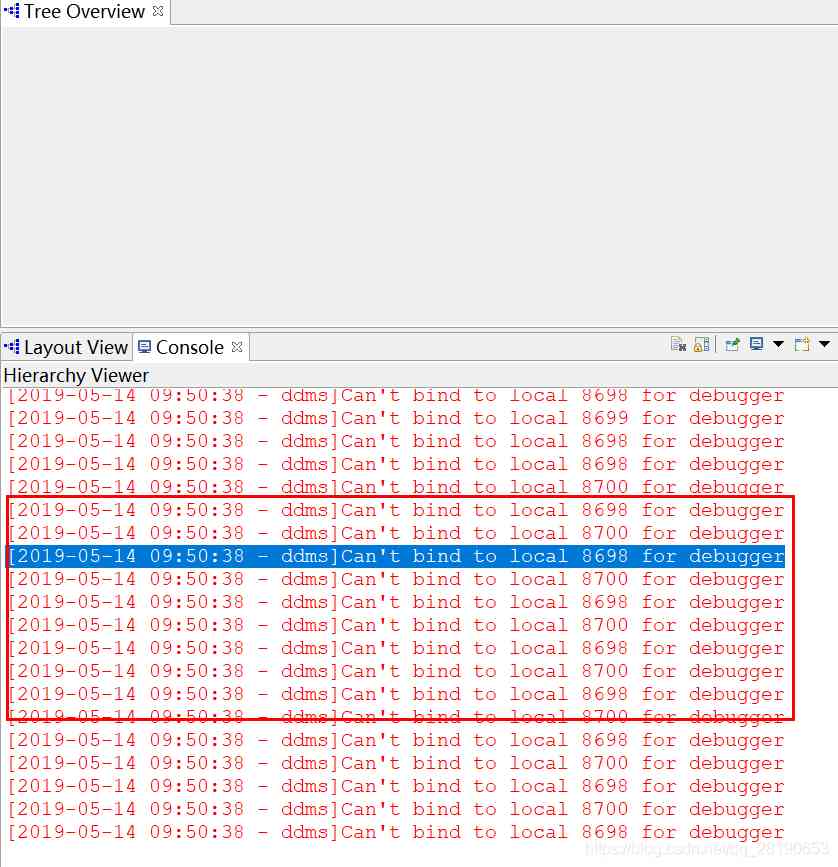 Tree Overview
Layout View
Console
Hierarchy Viewer
[2019-05-14 09:50:38 - ddms]Can't bind to local 8698 for debugger
[2019-05-14 09:50:38 - ddms]Can't bind to local 8699 for debugger
[2019-05-14 09:50:38 - ddms]Can't bind to local 8698 for debugger
[2019-05-14 09:50:38 - ddms]Can't bind to local 8698 for debugger
[2019-05-14 09:50:38 - ddms]Can't bind to local 8700 for debugger
[2019-05-14 09:50:38 - ddms]Can't bind to local 8698 for debugger
[2019-05-14 09:50:38 - ddms]Can't bind to local 8700 for debugger
[2019-05-14 09:50:38 - ddms]Can't bind to local 8698 for debugger
[2019-05-14 09:50:38 - ddms]Can't bind to local 8700 for debugger
[2019-05-14 09:50:38 - ddms]Can't bind to local 8698 for debugger
[2019-05-14 09:50:38 - ddms]Can't bind to local 8700 for debugger
[2019-05-14 09:50:38 - ddms]Can't bind to local 8698 for debugger
[2019-05-14 09:50:38 - ddms]Can't bind to local 8700 for debugger
[2019-05-14 09:50:38 - ddms]Can't bind to local 8698 for debugger
[2019-05-14 09:50:38 - ddms]Can't bind to local 8700 for debugger
[2019-05-14 09:50:38 - ddms]Can't bind to local 8698 for debugger
[2019-05-14 09:50:38 - ddms]Can't bind to local 8700 for debugger
[2019-05-14 09:50:38 - ddms]Can't bind to local 8698 for debugger
[2019-05-14 09:50:38 - ddms]Can't bind to local 8700 for debugger
[2019-05-14 09:50:38 - ddms]Can't bind to local 8698 for debugger
https://blog.csdn.net/qq_28190653